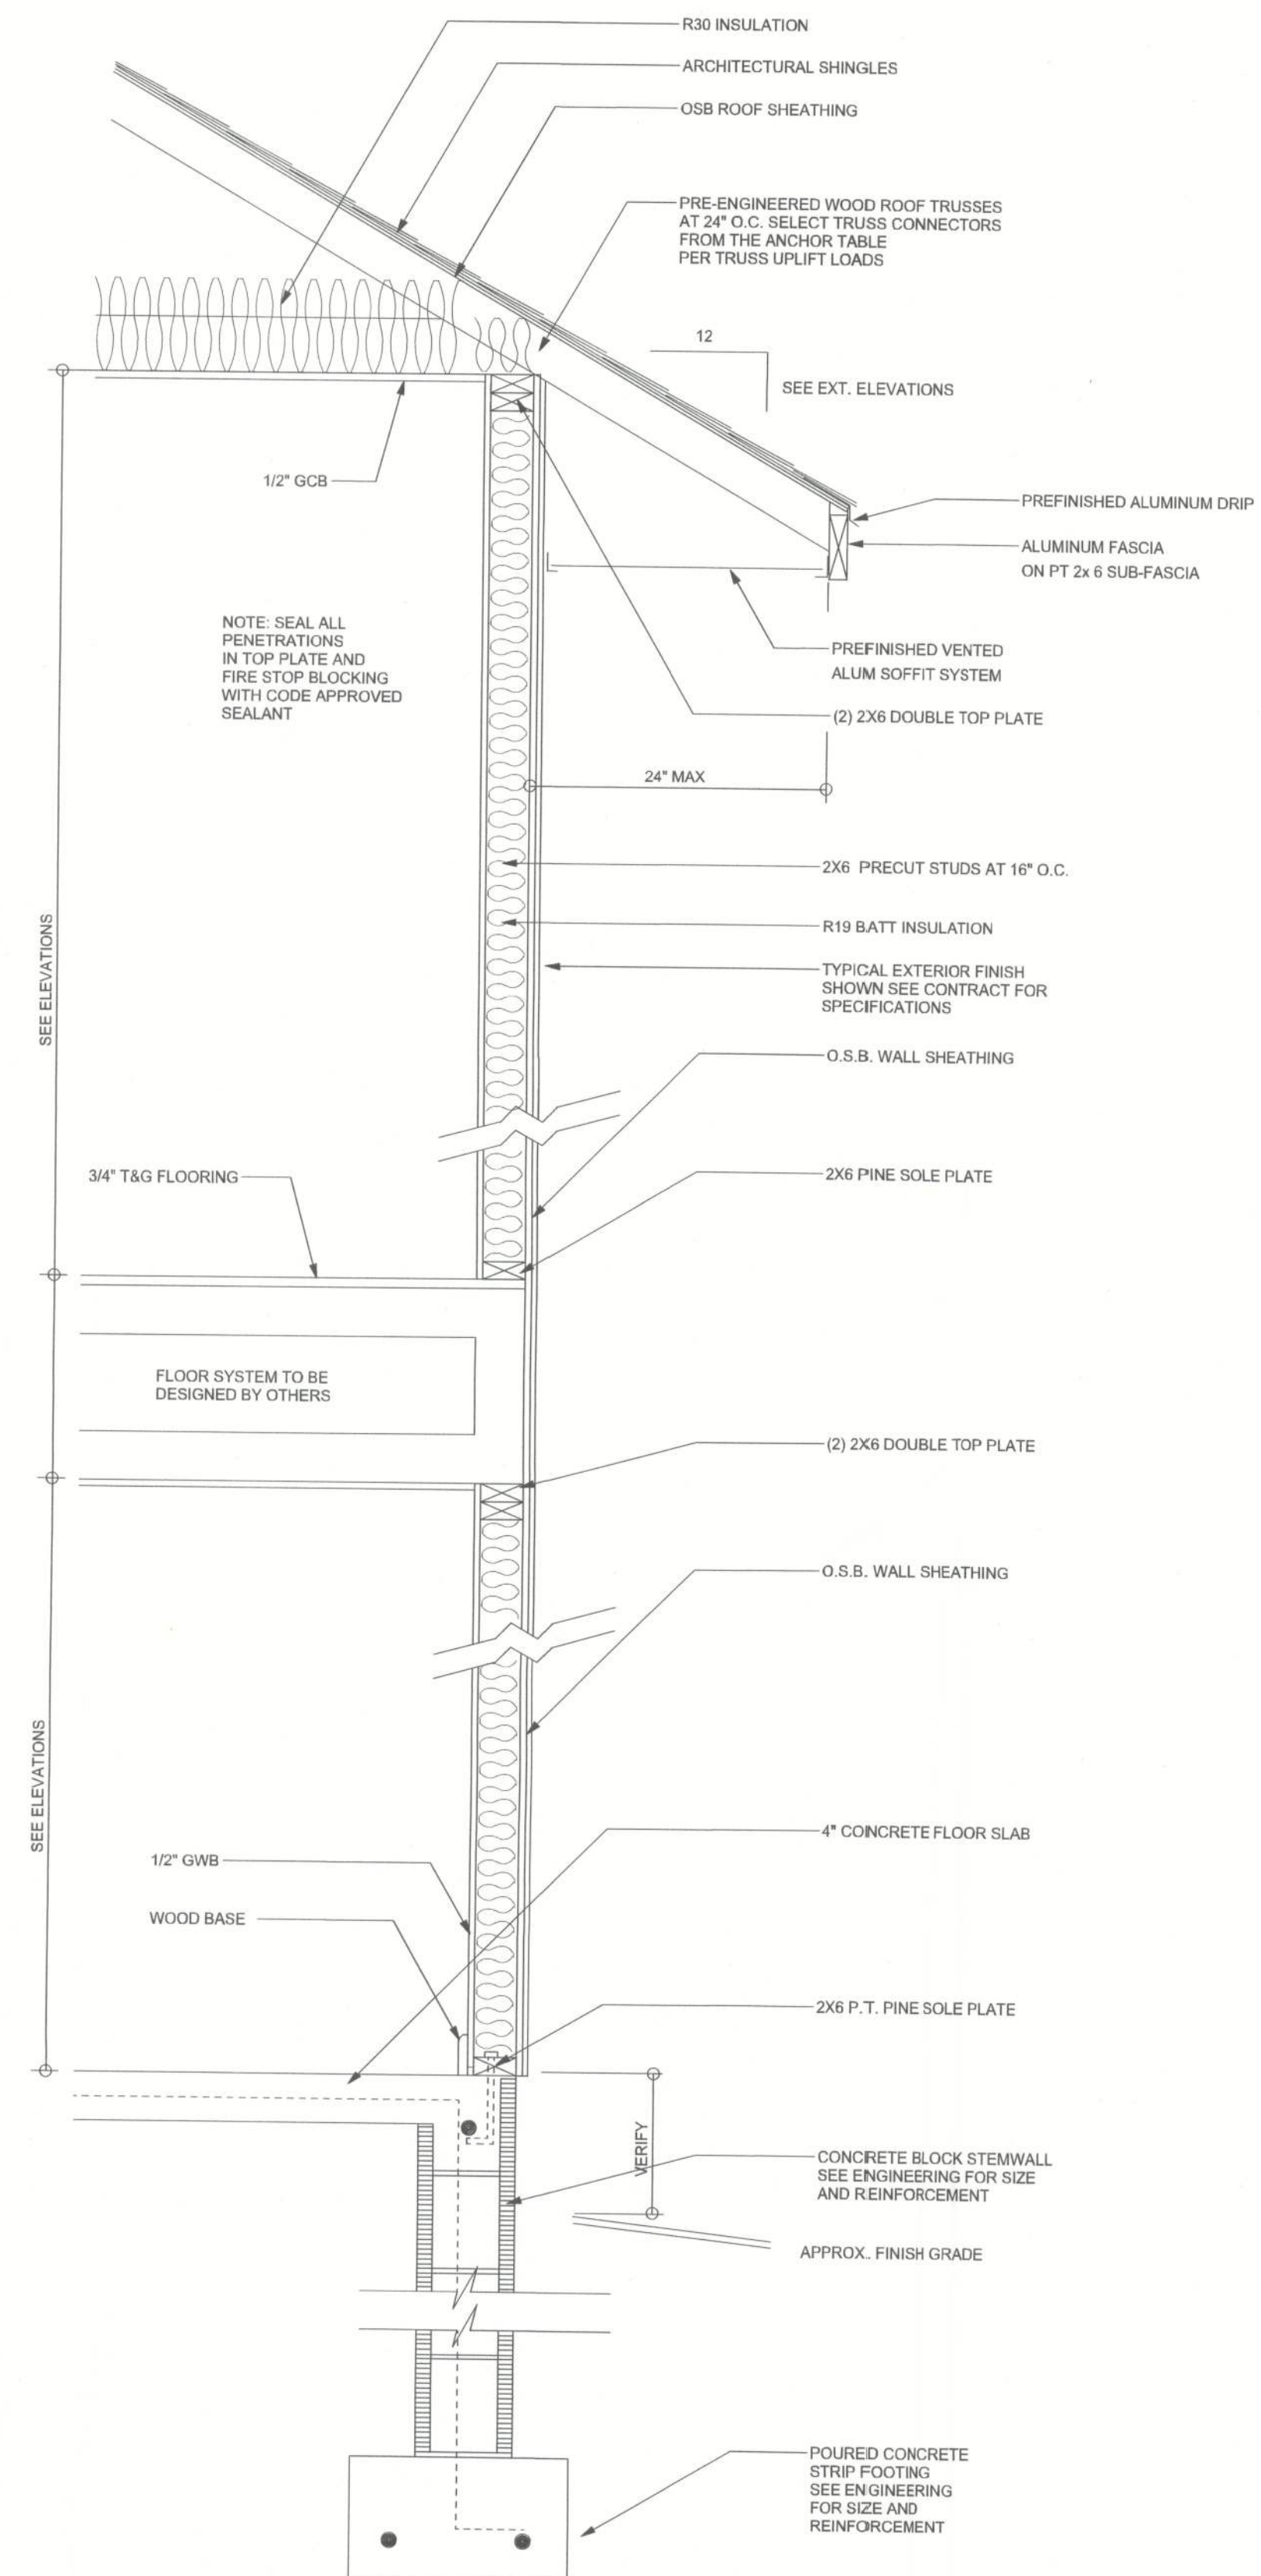 R30 INSULATION
ARCHITECTURAL SHINGLES
OSB ROOF SHEATHING
PRE-ENGINEERED WOOD ROOF TRUSSES
AT 24" O.C. SELECT TRUSS CONNECTORS
FROM THE ANCHOR TABLE
PER TRUSS UPLIFT LOADS
12
SEE EXT. ELEVATIONS
1/2" GCB
PREFINISHED ALUMINUM DRIP
ALUMINUM FASCIA
ON PT 2x 6 SUB-FASCIA
NOTE: SEAL ALL
PENETRATIONS
IN TOP PLATE AND
FIRE STOP BLOCKING
WITH CODE APPROVED
SEALANT
PREFINISHED VENTED
ALUM SOFFIT SYSTEM
(2) 2X6 DOUBLE TOP PLATE
24" MAX
2X6 PRECUT STUDS AT 16" O.C.
R19 BATT INSULATION
TYPICAL EXTERIOR FINISH
SHOWN SEE CONTRACT FOR
SPECIFICATIONS
SEE ELEVATIONS
O.S.B. WALL SHEATHING
3/4" T&G FLOORING
2X6 PINE SOLE PLATE
FLOOR SYSTEM TO BE
DESIGNED BY OTHERS
(2) 2X6 DOUBLE TOP PLATE
O.S.B. WALL SHEATHING
SEE ELEVATIONS
4" CONCRETE FLOOR SLAB
1/2" GWB
WOOD BASE
2X6 P.T. PINE SOLE PLATE
VERIFY
CONCRETE BLOCK STEMWALL
SEE ENGINEERING FOR SIZE
AND REINFORCEMENT
APPROX.. FINISH GRADE
POURED CONCRETE
STRIP FOOTING
SEE ENGINEERING
FOR SIZE AND
REINFORCEMENT